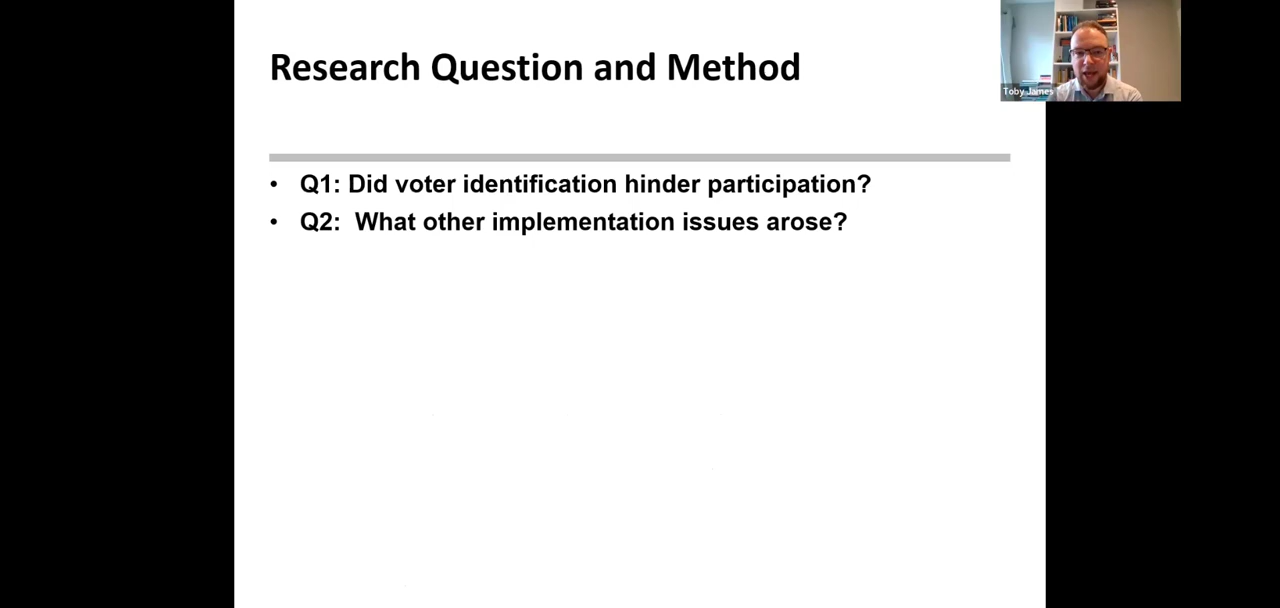 Research Question and Method
Toby James
• Q1: Did voter identification hinder participation?
• Q2:  What other implementation issues arose?